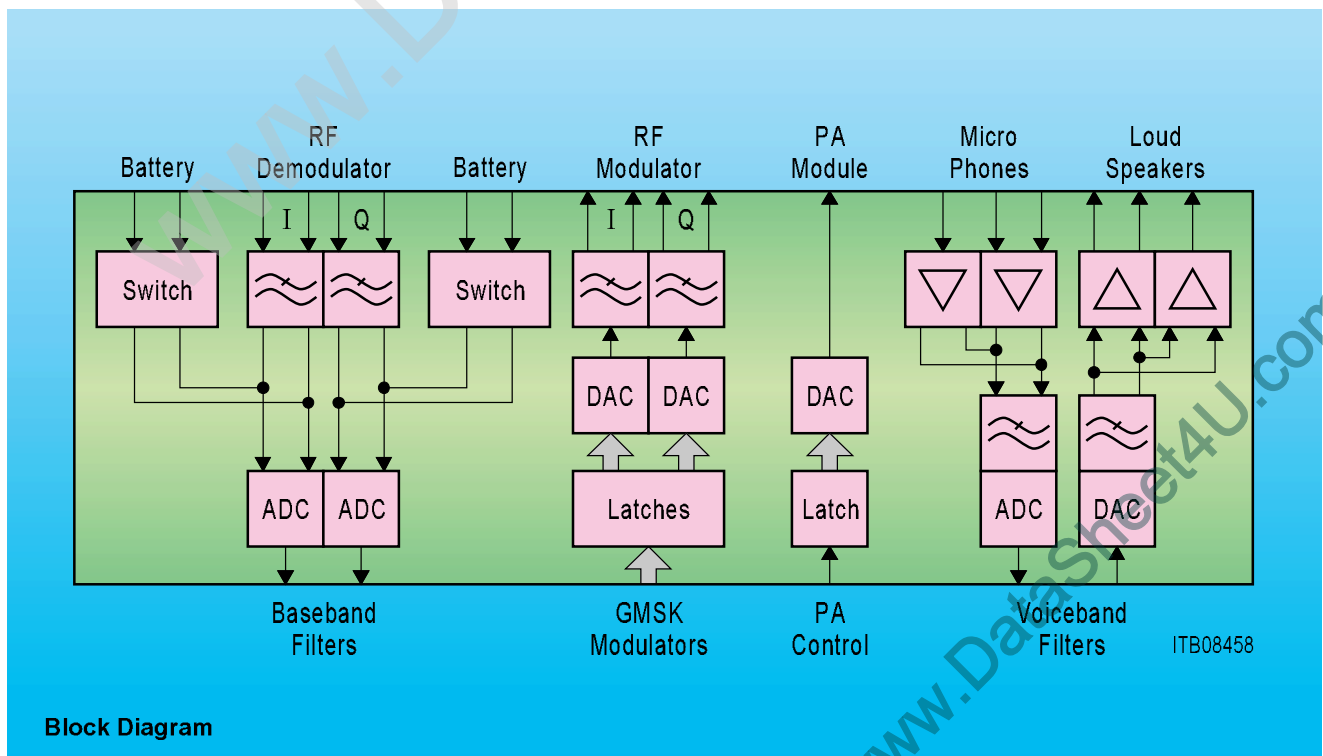 www.D
RF
RF
PA
Micro
Loud
Battery
Demodulator
Battery
Modulator
Module
Phones
Speakers
I
Q
I
Q
Switch
Switch
DAC
DAC
DAC
ADC
ADC
Latches
Latch
ADC
DAC
Baseband
Filters
GMSK
Modulators
PA
Control
Voiceband
Filters
ITB08458
Block Diagram
www.DataSheet4U.com